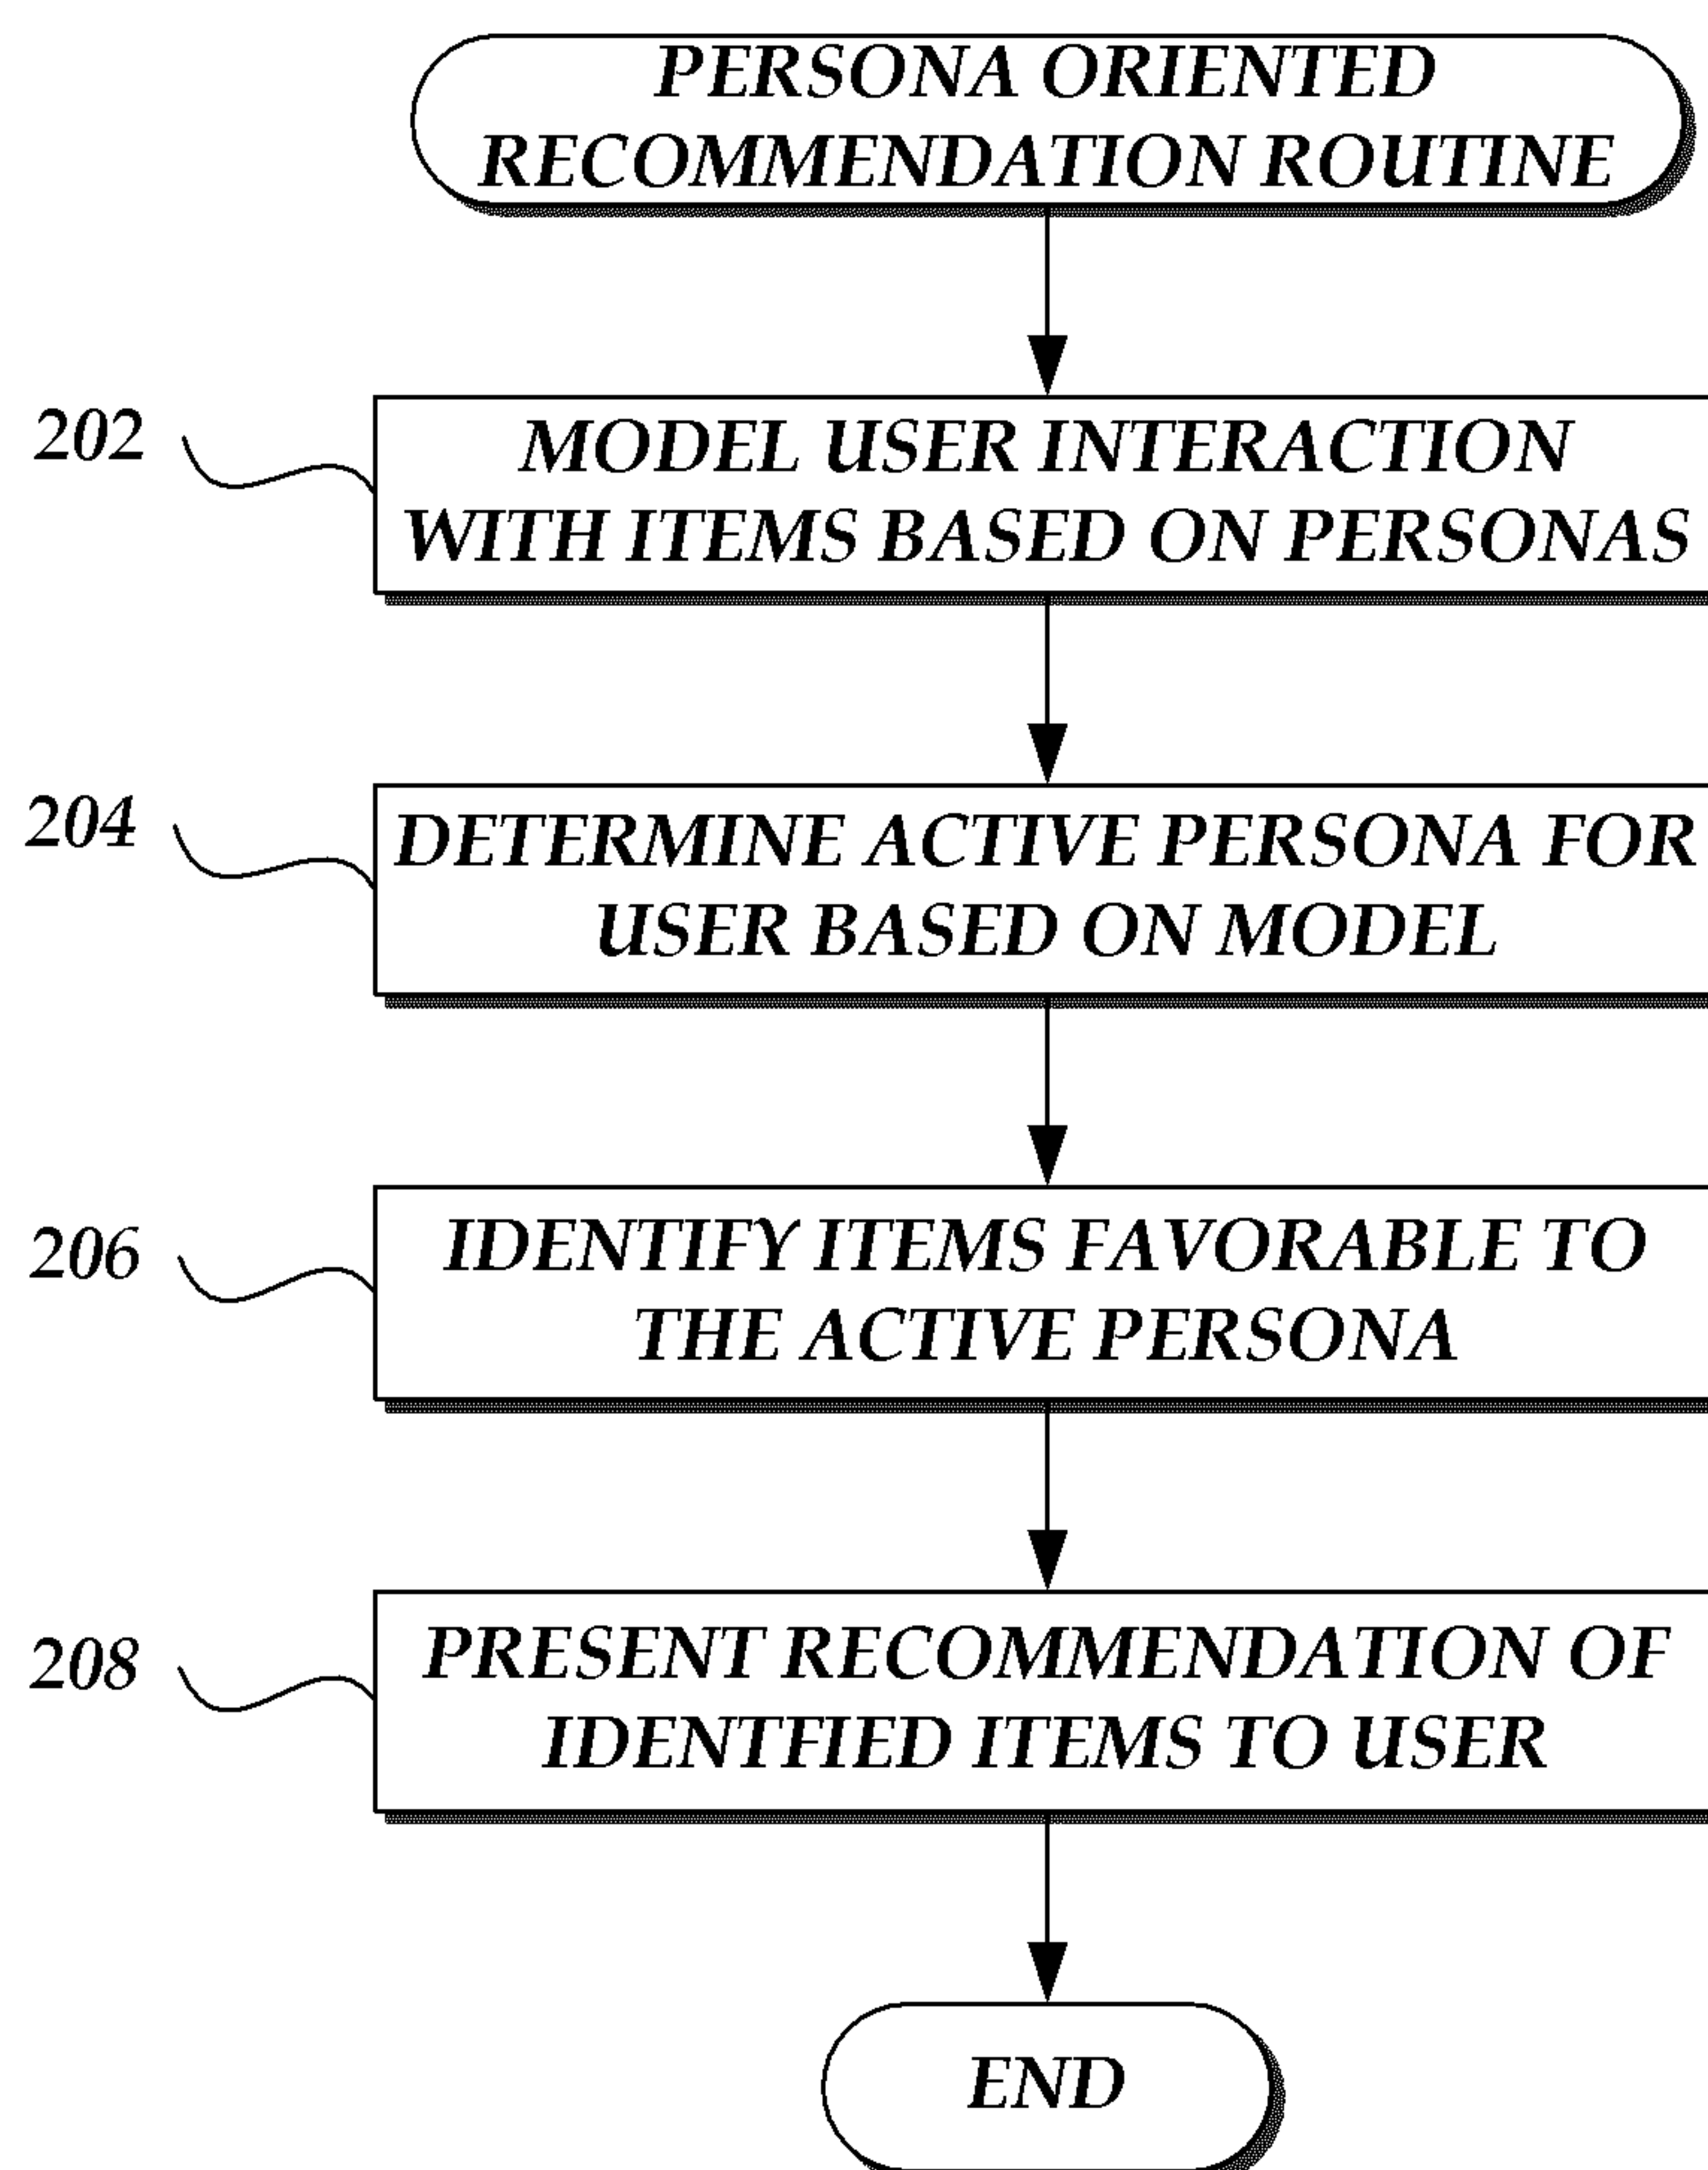 PERSONA ORIENTED
RECOMMENDATION ROUTINE
202
MODEL USER INTERACTION
WITH ITEMS BASED ON PERSONAS
204
DETERMINE ACTIVE PERSONA FOR
USER BASED ON MODEL
206
IDENTIFY ITEMS FAVORABLE TO
THE ACTIVE PERSONA
208
PRESENT RECOMMENDATION OF
IDENTFIED ITEMS TO USER
END